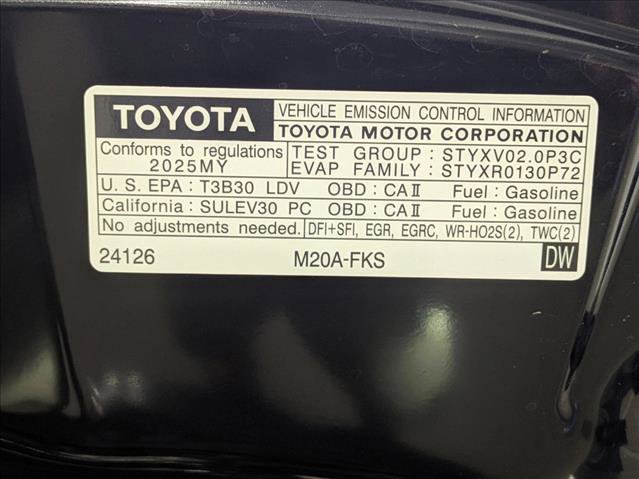 TOYOTA
VEHICLE EMISSION CONTROL INFORMATION
TOYOTA MOTOR CORPORATION
Conforms to regulations
2025MY
TEST GROUP : STYXV02.0P3C
EVAP FAMILY : STYXR0130P72
U. S. EPA : T3B30 LDV OBD : CAⅡ Fuel : Gasoline
California : SULEV30 PC OBD : CAⅡ Fuel : Gasoline
No adjustments needed. DFI+SFI, EGR, EGRC, WR-HO2S(2), TWC(2)
24126 M20A-FKS DW